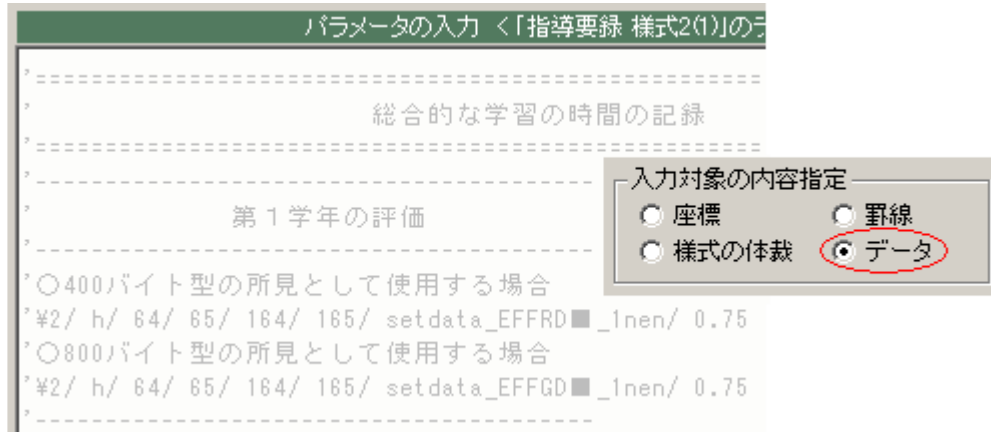 パラメータの入力 <「指導要録 様式2(1)」のデ
'====================================================
' 総合的な学習の時間の記録
'====================================================
'----------------------------------------
' 第1学年の評価
'----------------------------------------
'〇400バイト型の所見として使用する場合
'¥2/ h/ 64/ 65/ 164/ 165/ setdata_EFFRD■_1nen/ 0.75
'〇800バイト型の所見として使用する場合
'¥2/ h/ 64/ 65/ 164/ 165/ setdata_EFFGD■_1nen/ 0.75
'----------------------------------------
入力対象の内容指定
座標 罫線
様式の体裁 データ